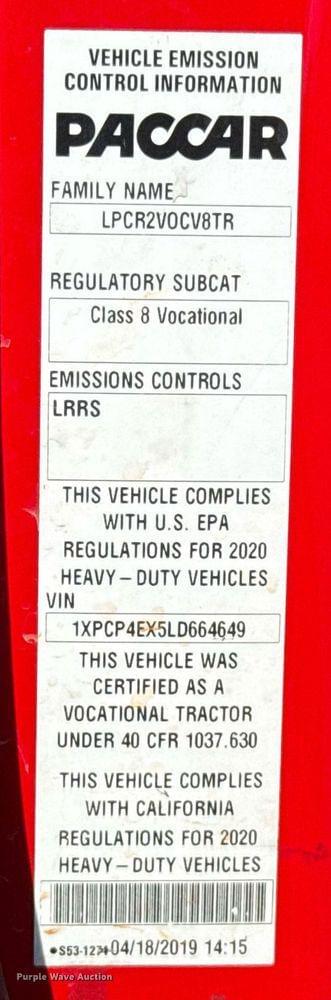 VEHICLE EMISSION
CONTROL INFORMATION
PACCAR
FAMILY NAME
LPCR2VOCV8TR
REGULATORY SUBCAT
Class 8 Vocational
EMISSIONS CONTROLS
LRRS
THIS VEHICLE COMPLIES
WITH U.S. EPA
REGULATIONS FOR 2020
HEAVY-DUTY VEHICLES
VIN
1XPCP4EX5LD664649
THIS VEHICLE WAS
CERTIFIED AS A
VOCATIONAL TRACTOR
UNDER 40 CFR 1037.630
THIS VEHICLE COMPLIES
WITH CALIFORNIA
REGULATIONS FOR 2020
HEAVY-DUTY VEHICLES
04/18/2019 14:15
Purple Wave Auction